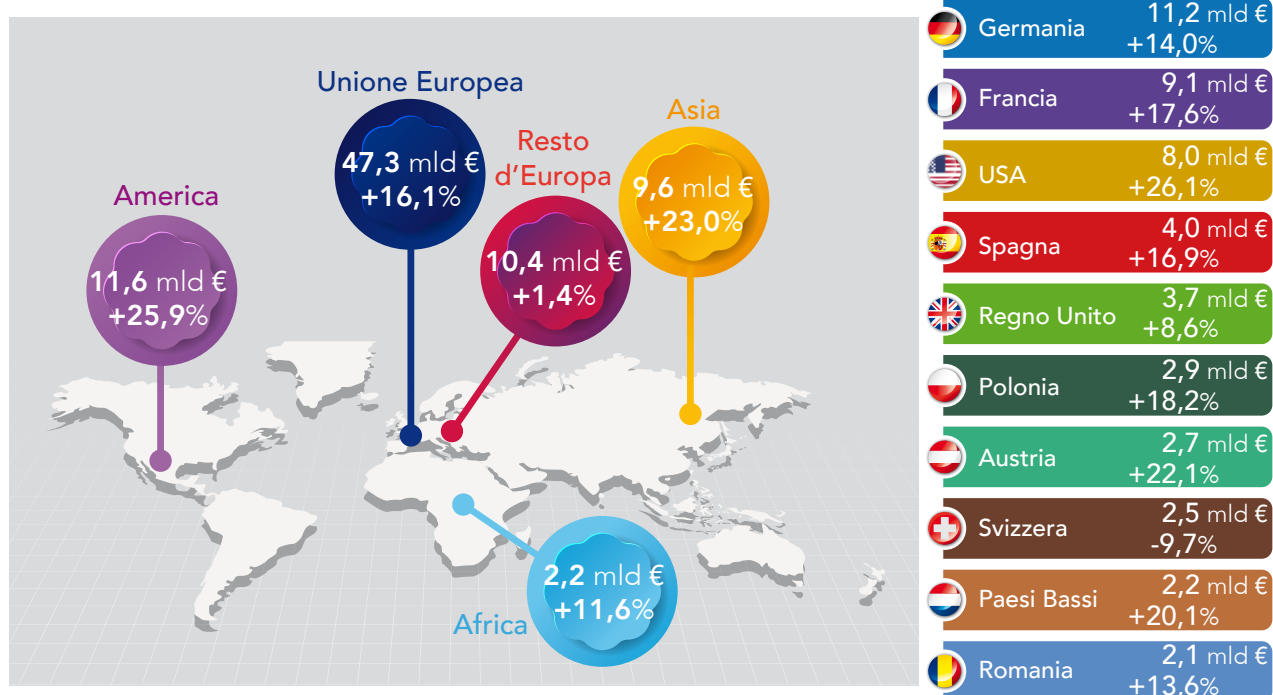 Unione Europea
47,3 mld €
+16,1%
Resto
d'Europa
10,4 mld €
+1,4%
Asia
9,6 mld €
+23,0%
America
11,6 mld €
+25,9%
Africa
2,2 mld €
+11,6%
Germania
11,2 mld €
+14,0%
Francia
9,1 mld €
+17,6%
USA
8,0 mld €
+26,1%
Spagna
4,0 mld €
+16,9%
Regno Unito
3,7 mld €
+8,6%
Polonia
2,9 mld €
+18,2%
Austria
2,7 mld €
+22,1%
Svizzera
2,5 mld €
-9,7%
Paesi Bassi
2,2 mld €
+20,1%
Romania
2,1 mld €
+13,6%